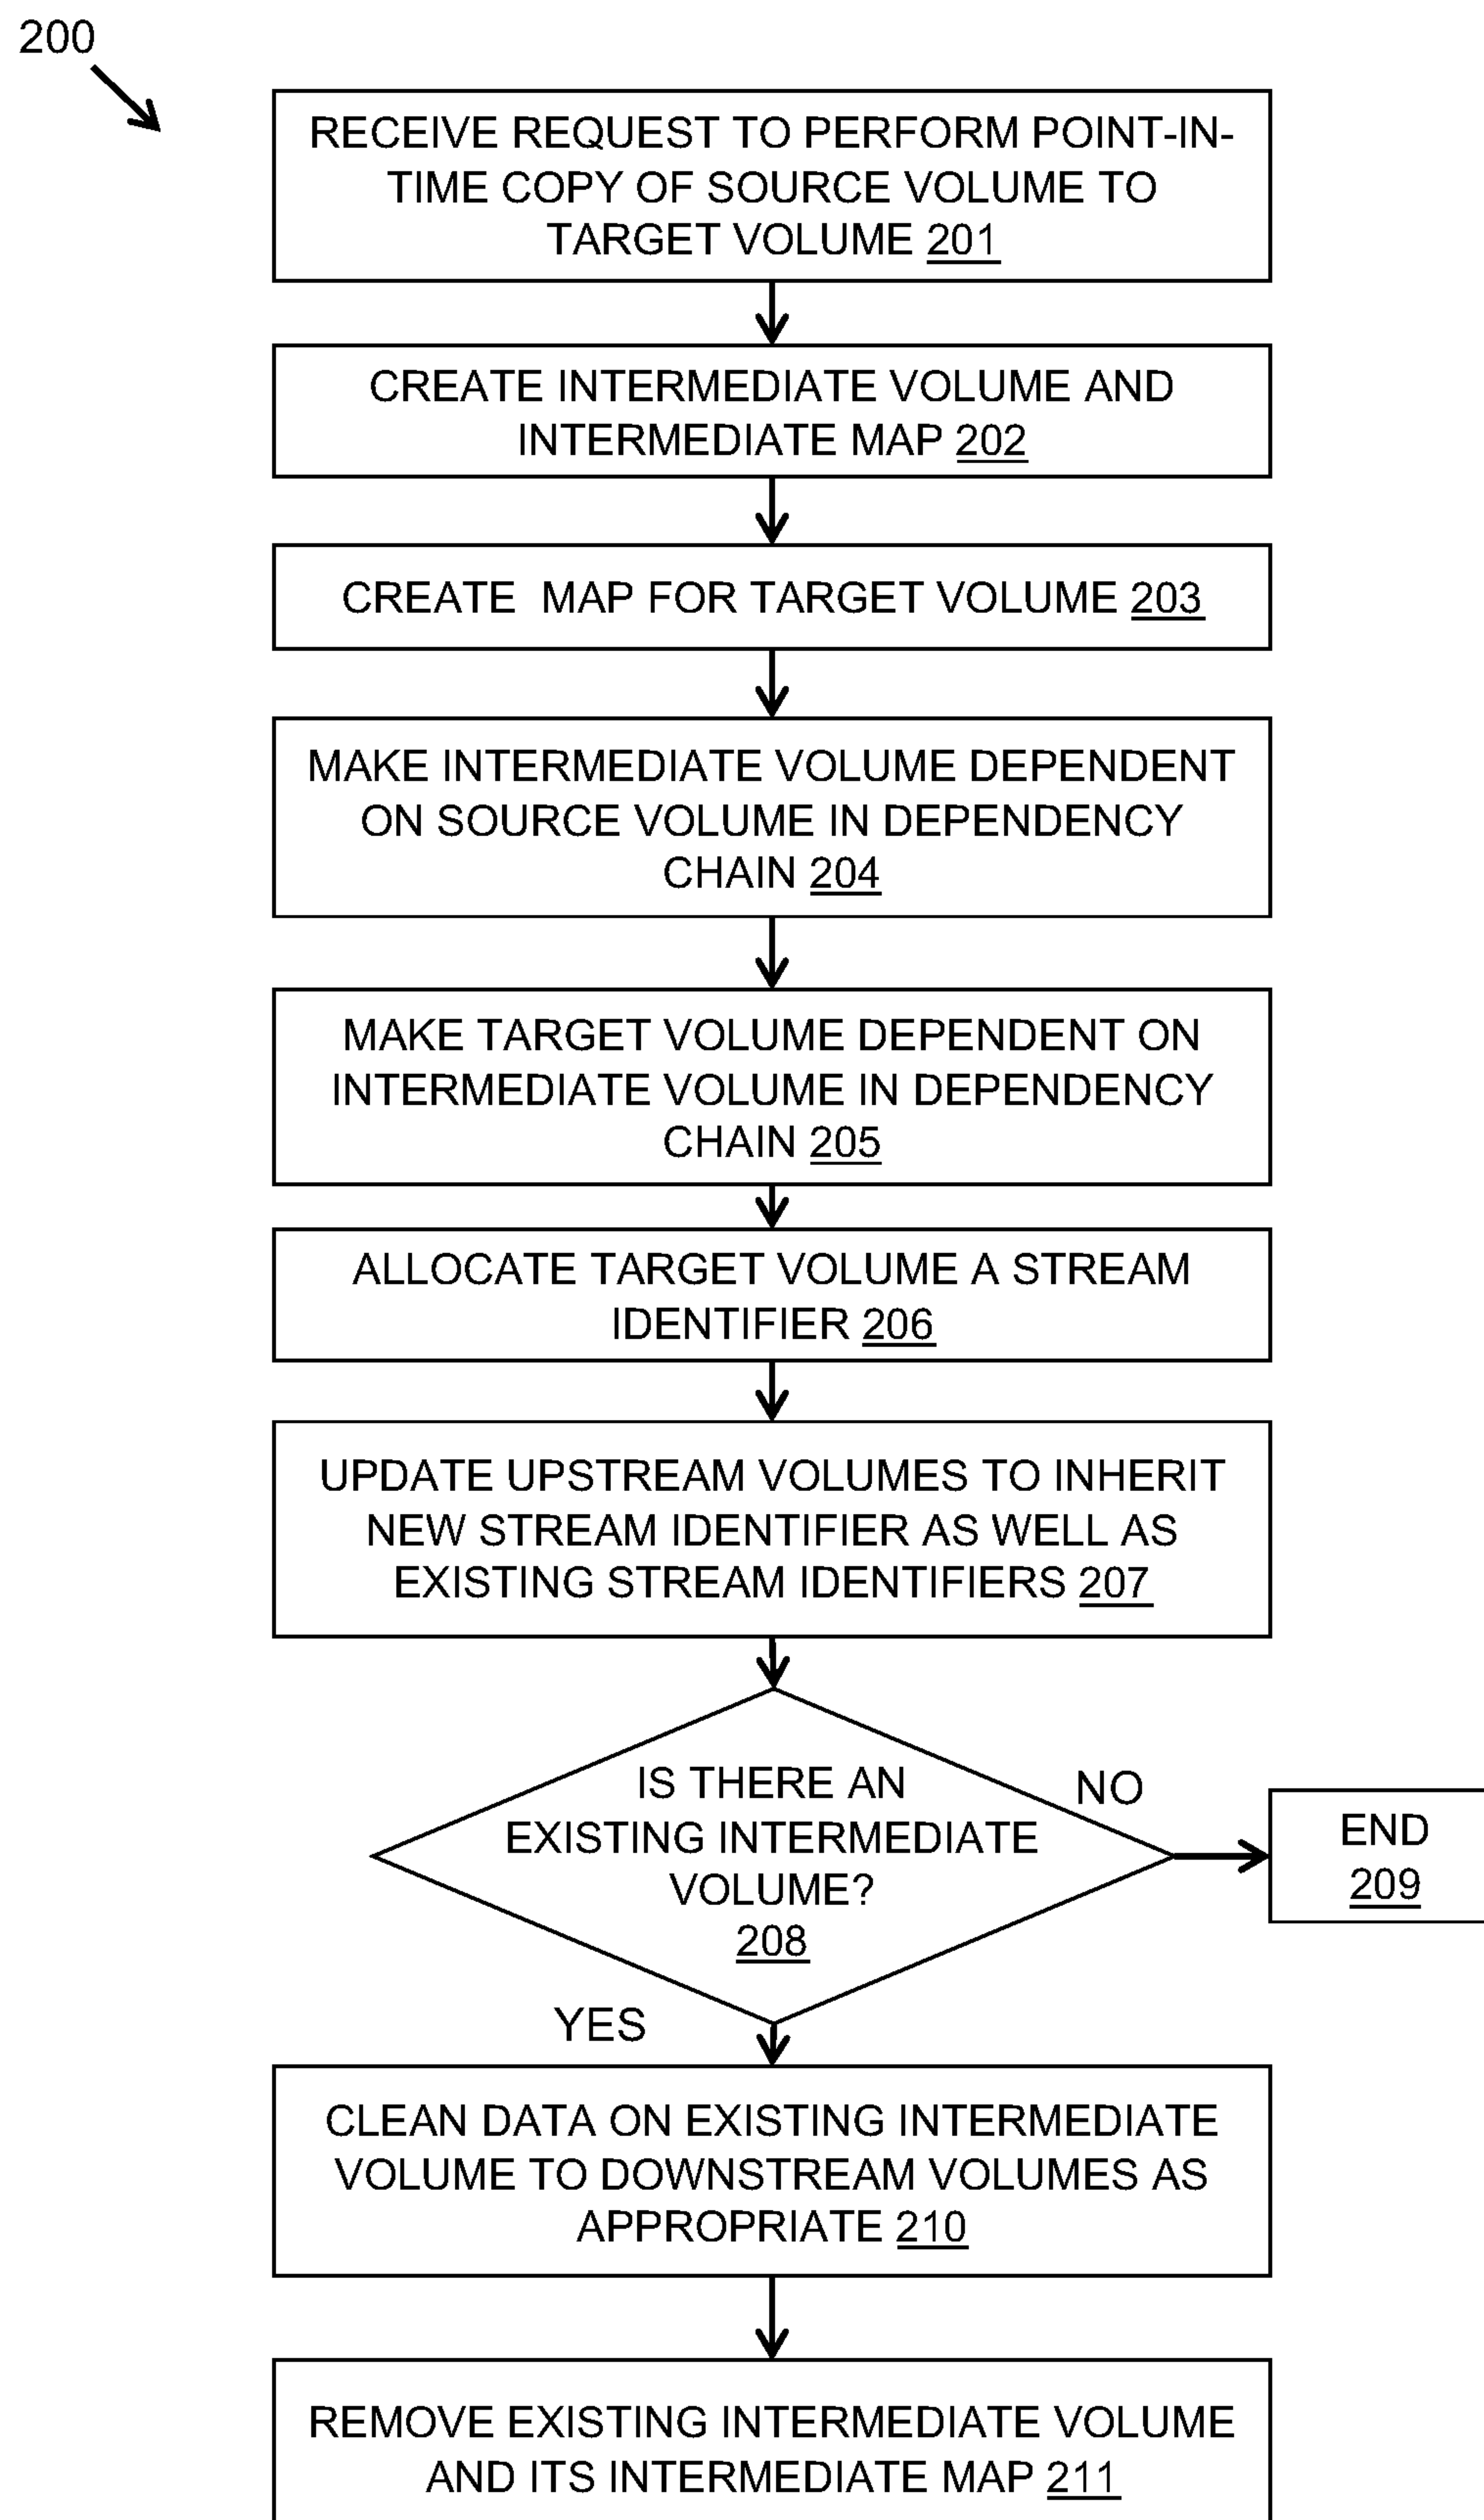 200
RECEIVE REQUEST TO PERFORM POINT-IN-
TIME COPY OF SOURCE VOLUME TO
TARGET VOLUME 201
CREATE INTERMEDIATE VOLUME AND
INTERMEDIATE MAP 202
CREATE MAP FOR TARGET VOLUME 203
MAKE INTERMEDIATE VOLUME DEPENDENT
ON SOURCE VOLUME IN DEPENDENCY
CHAIN 204
MAKE TARGET VOLUME DEPENDENT ON
INTERMEDIATE VOLUME IN DEPENDENCY
CHAIN 205
ALLOCATE TARGET VOLUME A STREAM
IDENTIFIER 206
UPDATE UPSTREAM VOLUMES TO INHERIT
NEW STREAM IDENTIFIER AS WELL AS
EXISTING STREAM IDENTIFIERS 207
IS THERE AN
EXISTING INTERMEDIATE
VOLUME?
208
NO
END
209
YES
CLEAN DATA ON EXISTING INTERMEDIATE
VOLUME TO DOWNSTREAM VOLUMES AS
APPROPRIATE 210
REMOVE EXISTING INTERMEDIATE VOLUME
AND ITS INTERMEDIATE MAP 211